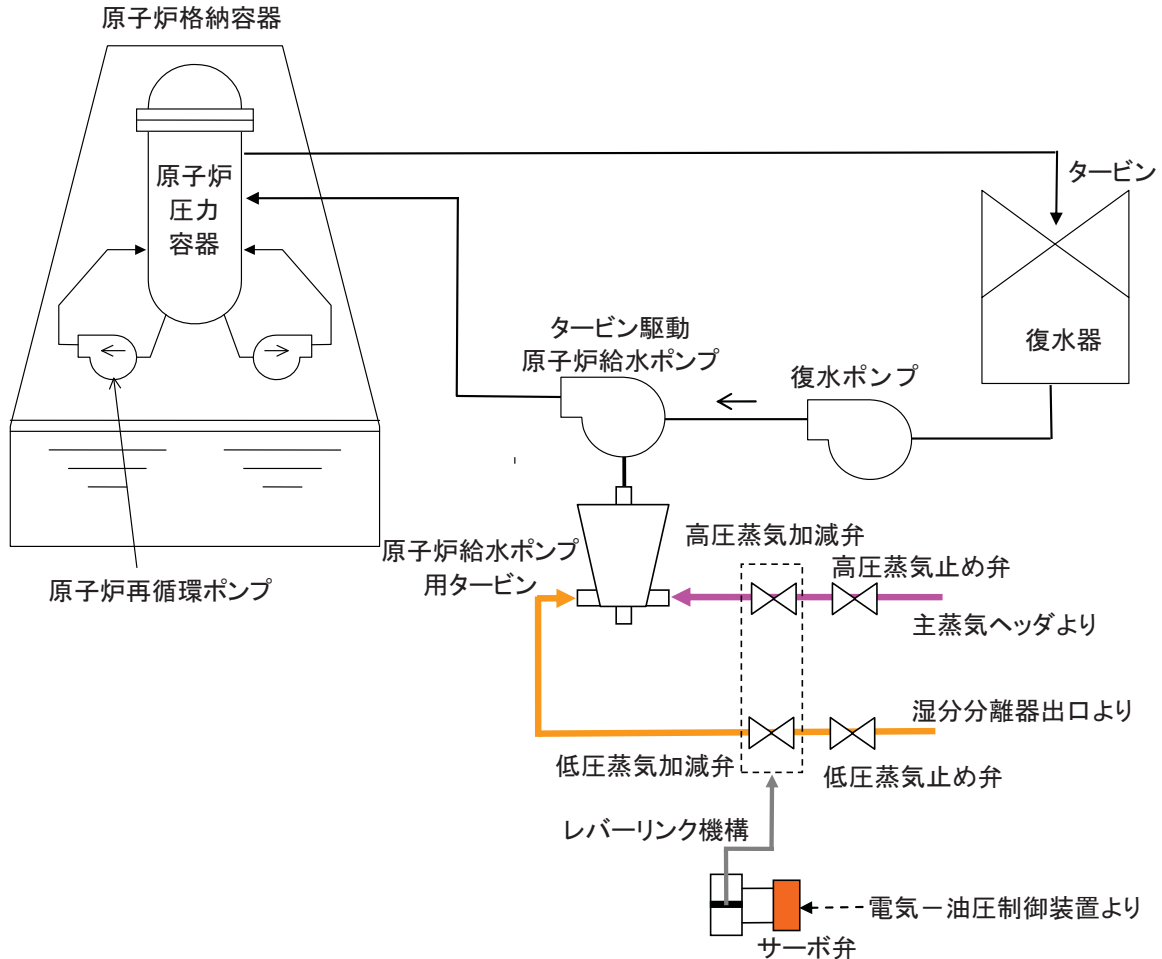 原子炉格納容器
原子炉
圧力
容器
タービン
復水器
タービン駆動
原子炉給水ポンプ
復水ポンプ
原子炉給水ポンプ
用タービン
高圧蒸気加減弁
高圧蒸気止め弁
主蒸気ヘッダより
原子炉再循環ポンプ
湿分分離器出口より
低圧蒸気加減弁
低圧蒸気止め弁
レバーリンク機構
電気－油圧制御装置より
サーボ弁